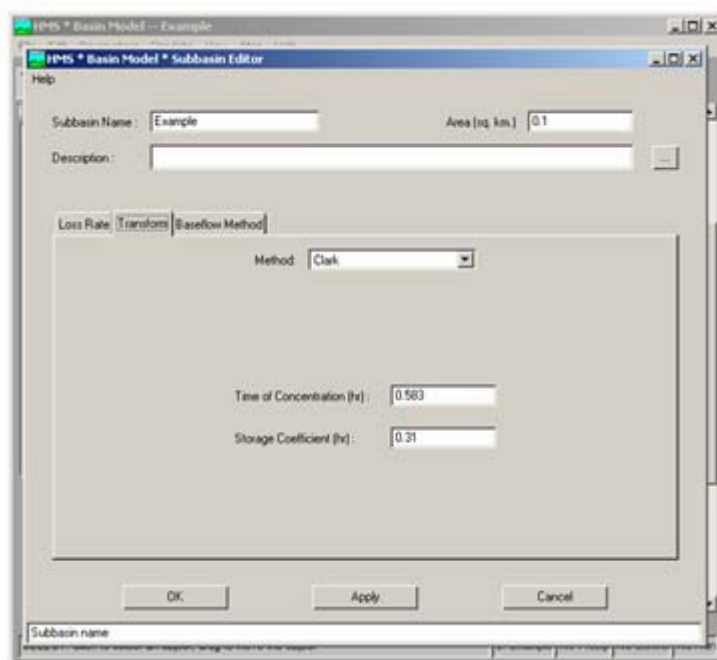 HMS * Basin Model -- Example
HMS * Basin Model * Subbasin Editor
Help
Subbasin Name : Example Area (sq. km.) 0.1
Description :
...
Loss Rate Transform Baseflow Method
Method: Clark
Time of Concentration (hr) : 0.583
Storage Coefficient (hr) : 0.31
OK Apply Cancel
Subbasin name